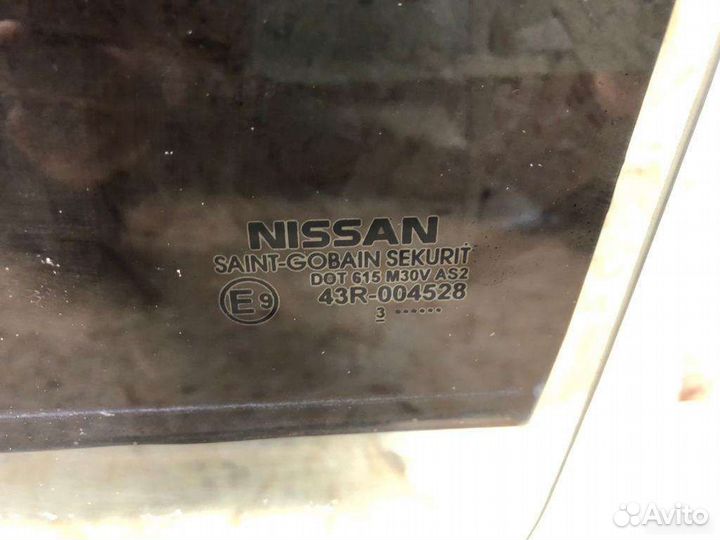 NISSAN
SAINT-GOBAIN SEKURIT
DOT 615 M30V AS2
E9 43R-004528
3 ......
Avito